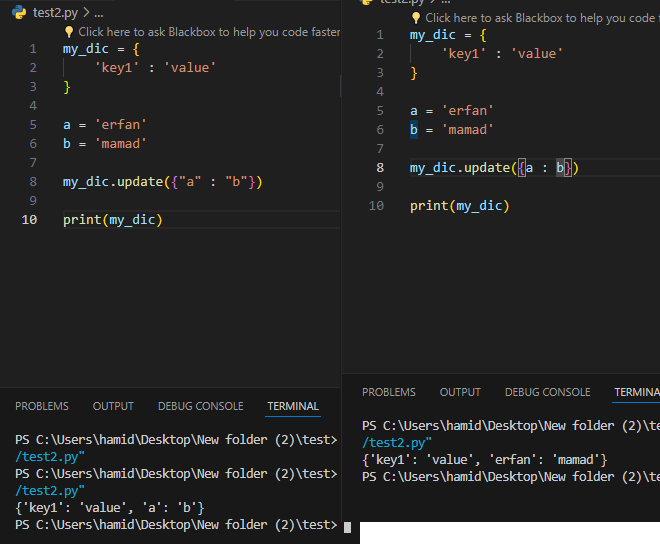 test2.py > ...
Click here to ask Blackbox to help you code faster
1 my_dic = {
2 'key1' : 'value'
3 }
4
5 a = 'erfan'
6 b = 'mamad'
7
8 my_dic.update({"a" : "b"})
9
10 print(my_dic)
PROBLEMS OUTPUT DEBUG CONSOLE TERMINAL
PS C:\Users\hamid\Desktop\New folder (2)\test>
/test2.py"
PS C:\Users\hamid\Desktop\New folder (2)\test>
/test2.py"
{'key1': 'value', 'a': 'b'}
PS C:\Users\hamid\Desktop\New folder (2)\test>
test2.py > ...
Click here to ask Blackbox to help you code
1 my_dic = {
2 'key1' : 'value'
3 }
4
5 a = 'erfan'
6 b = 'mamad'
7
8 my_dic.update({a : b})
9
10 print(my_dic)
PROBLEMS OUTPUT DEBUG CONSOLE TERMINA
PS C:\Users\hamid\Desktop\New folder (2)\te
/test2.py"
{'key1': 'value', 'erfan': 'mamad'}
PS C:\Users\hamid\Desktop\New folder (2)\te